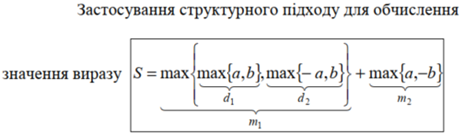 Застосування структурного підходу для обчислення
значення виразу S = max{max{a,b},max{−a,b}} + max{a,−b}
d₁ d₂ m₂
m₁